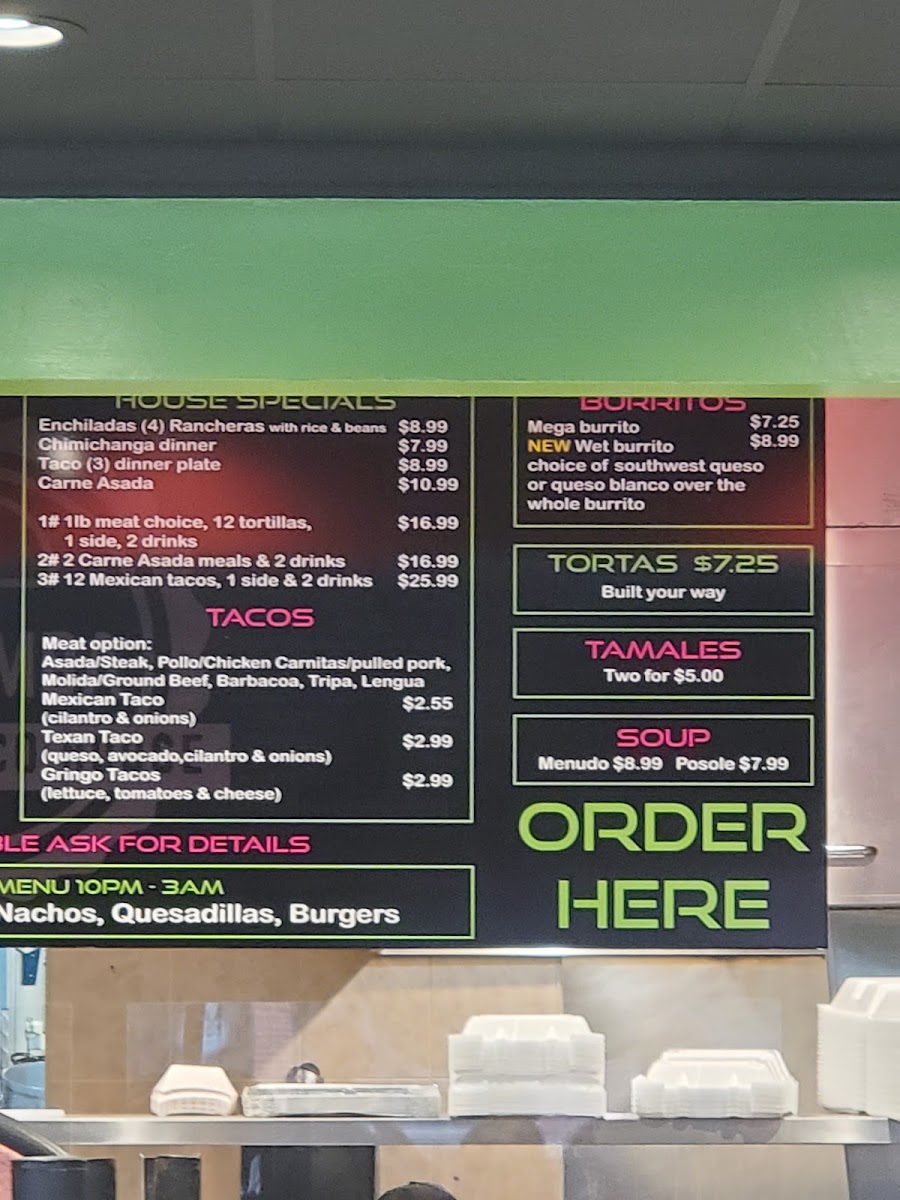 HOUSE SPECIALS
Enchiladas (4) Rancheras with rice & beans $8.99
Chimichanga dinner $7.99
Taco (3) dinner plate $8.99
Carne Asada $10.99
1# 1lb meat choice, 12 tortillas, $16.99
1 side, 2 drinks
2# 2 Carne Asada meals & 2 drinks $16.99
3# 12 Mexican tacos, 1 side & 2 drinks $25.99
TACOS
Meat option:
Asada/Steak, Pollo/Chicken Carnitas/pulled pork,
Molida/Ground Beef, Barbacoa, Tripa, Lengua
Mexican Taco $2.55
(cilantro & onions)
Texan Taco $2.99
(queso, avocado,cilantro & onions)
Gringo Tacos $2.99
(lettuce, tomatoes & cheese)
ASK FOR DETAILS
MENU 10PM - 3AM
Nachos, Quesadillas, Burgers
BURRITOS
Mega burrito $7.25
NEW Wet burrito $8.99
choice of southwest queso
or queso blanco over the
whole burrito
TORTAS $7.25
Built your way
TAMALES
Two for $5.00
SOUP
Menudo $8.99 Posole $7.99
ORDER
HERE